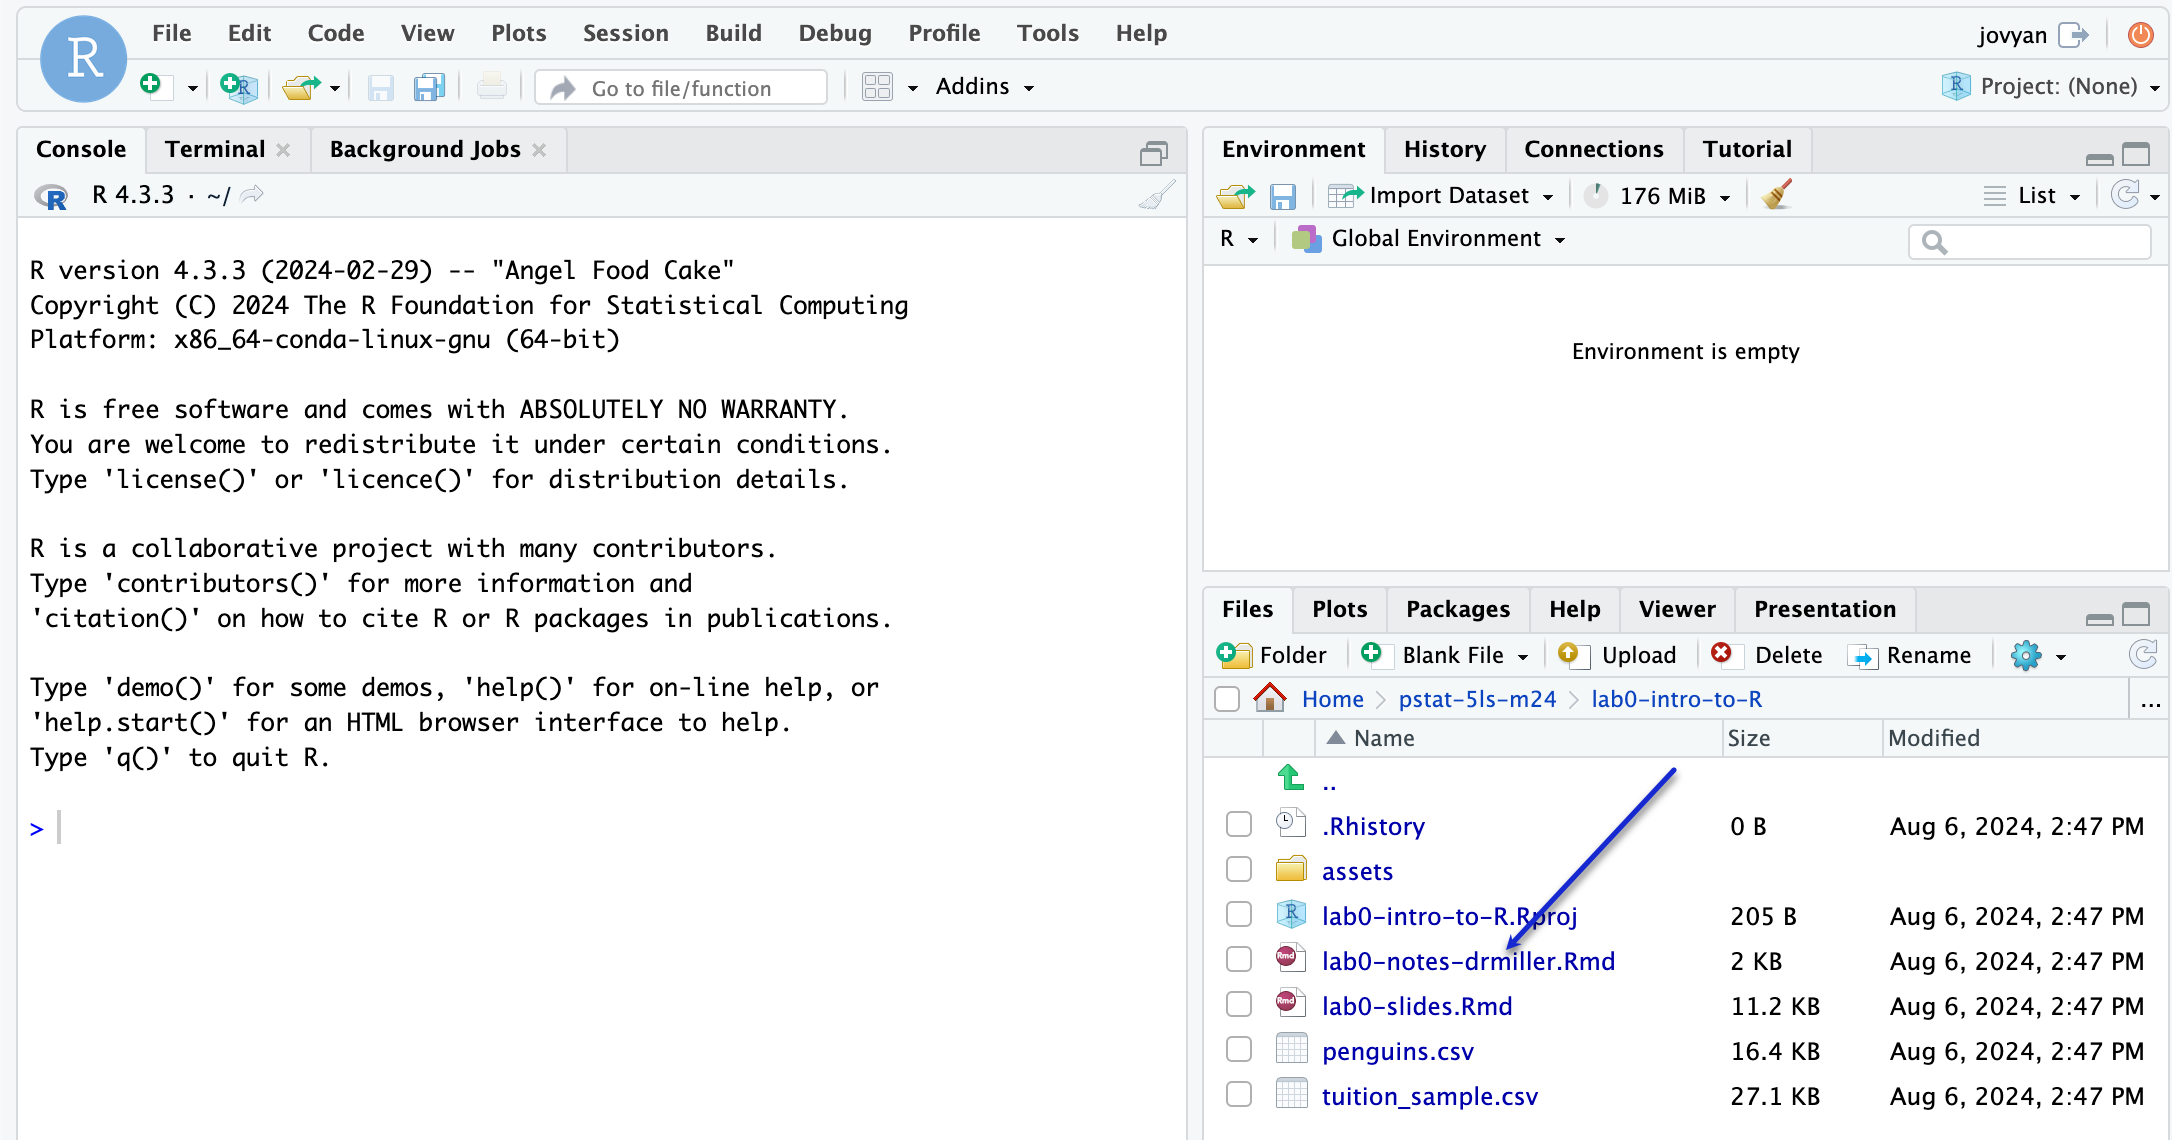 R
File Edit Code View Plots Session Build Debug Profile Tools Help
jovyan
Go to file/function
Addins
Project: (None)
Console Terminal Background Jobs
R 4.3.3 · ~/
R version 4.3.3 (2024-02-29) -- "Angel Food Cake"
Copyright (C) 2024 The R Foundation for Statistical Computing
Platform: x86_64-conda-linux-gnu (64-bit)
R is free software and comes with ABSOLUTELY NO WARRANTY.
You are welcome to redistribute it under certain conditions.
Type 'license()' or 'licence()' for distribution details.
R is a collaborative project with many contributors.
Type 'contributors()' for more information and
'citation()' on how to cite R or R packages in publications.
Type 'demo()' for some demos, 'help()' for on-line help, or
'help.start()' for an HTML browser interface to help.
Type 'q()' to quit R.
>
Environment History Connections Tutorial
Import Dataset 176 MiB List
R Global Environment
Environment is empty
Files Plots Packages Help Viewer Presentation
Folder Blank File Upload Delete Rename
Home pstat-5ls-m24 lab0-intro-to-R ...
Name Size Modified
..
.Rhistory 0 B Aug 6, 2024, 2:47 PM
assets
lab0-intro-to-R.Rproj 205 B Aug 6, 2024, 2:47 PM
lab0-notes-drmiller.Rmd 2 KB Aug 6, 2024, 2:47 PM
lab0-slides.Rmd 11.2 KB Aug 6, 2024, 2:47 PM
penguins.csv 16.4 KB Aug 6, 2024, 2:47 PM
tuition_sample.csv 27.1 KB Aug 6, 2024, 2:47 PM